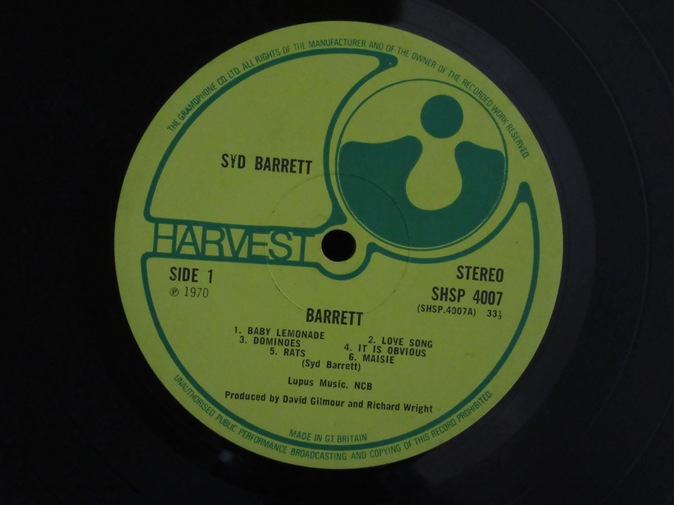 THE GRAMOPHONE CO. LTD. ALL RIGHTS OF THE MANUFACTURER AND OF THE OWNER OF THE RECORDED WORK RESERVED.
SYD BARRETT
HARVEST
SIDE 1
℗ 1970
STEREO
SHSP 4007
(SHSP.4007A) 33⅓
BARRETT
1. BABY LEMONADE 2. LOVE SONG
3. DOMINOES 4. IT IS OBVIOUS
5. RATS 6. MAISIE
(Syd Barrett)
Lupus Music. NCB
Produced by David Gilmour and Richard Wright
MADE IN GT. BRITAIN
UNAUTHORISED PUBLIC PERFORMANCE BROADCASTING AND COPYING OF THIS RECORD PROHIBITED.